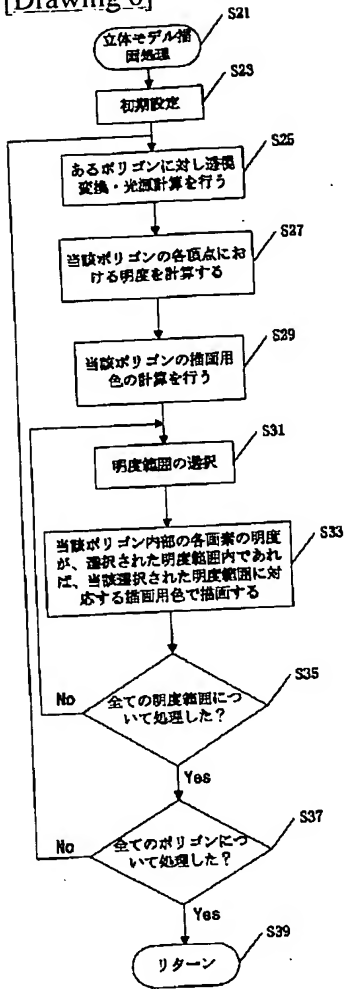 [Drawing 6]
S21
立体モデル描
画処理
S23
初期設定
S25
あるポリゴンに対し透視
変換・光源計算を行う
S27
当該ポリゴンの各頂点にお
ける明度を計算する
S29
当該ポリゴンの描画用
色の計算を行う
S31
明度範囲の選択
S33
当該ポリゴン内部の各画素の明度
が、選択された明度範囲内であれ
ば、当該選択された明度範囲に対
応する描画用色で描画する
S35
全ての明度範囲につ
いて処理した?
No
Yes
S37
全てのポリゴンにつ
いて処理した?
No
Yes
S39
リターン